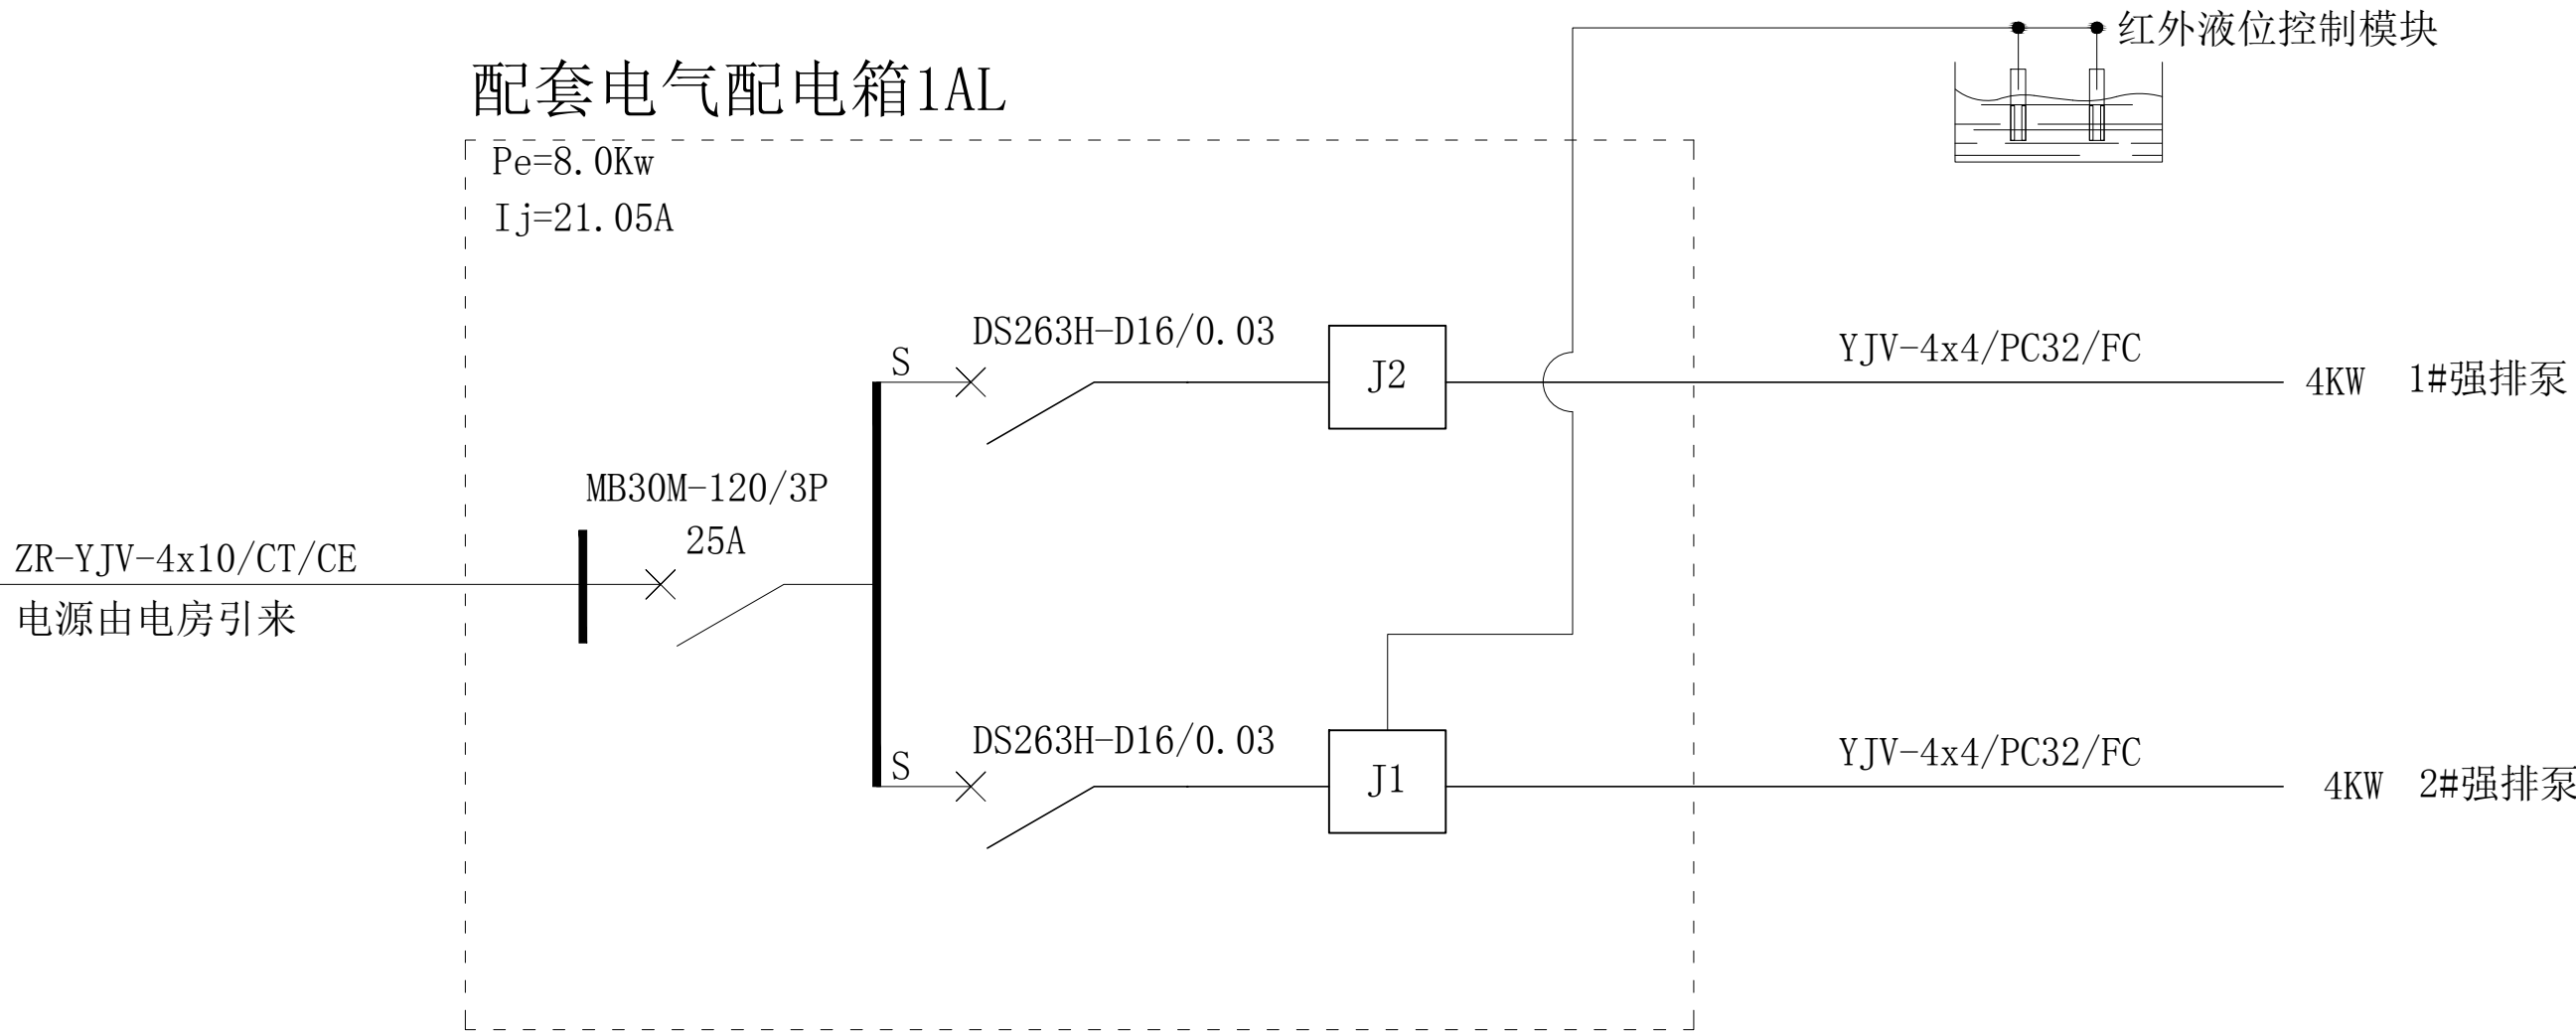 红外液位控制模块
配套电气配电箱1AL
Pe=8.0Kw
Ij=21.05A
S
DS263H-D16/0.03
J2
YJV-4x4/PC32/FC
4KW 1#强排泵
MB30M-120/3P
25A
ZR-YJV-4x10/CT/CE
电源由电房引来
S
DS263H-D16/0.03
J1
YJV-4x4/PC32/FC
4KW 2#强排泵